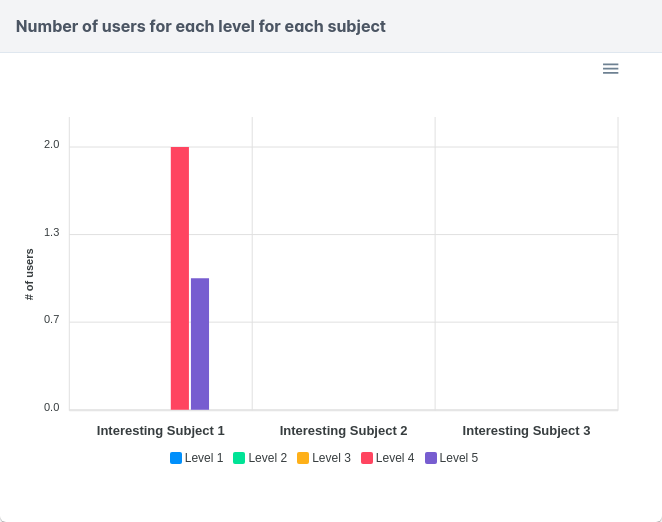 Number of users for each level for each subject
2.0
1.3
0.7
0.0
# of users
Interesting Subject 1 Interesting Subject 2 Interesting Subject 3
Level 1 Level 2 Level 3 Level 4 Level 5